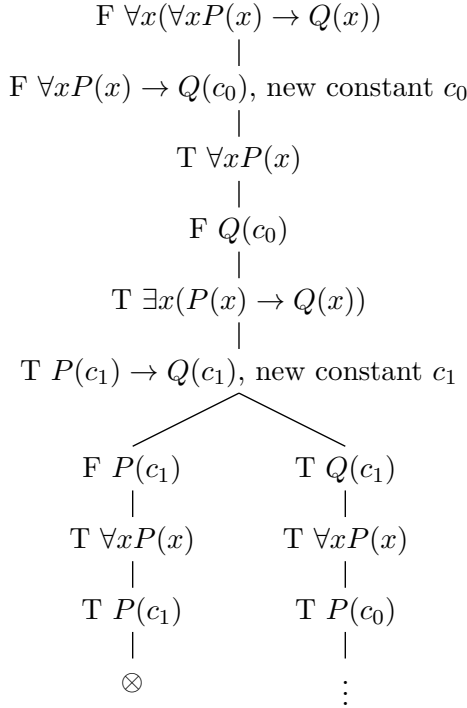 F ∀x(∀xP(x) → Q(x))
F ∀xP(x) → Q(c₀), new constant c₀
T ∀xP(x)
F Q(c₀)
T ∃x(P(x) → Q(x))
T P(c₁) → Q(c₁), new constant c₁
F P(c₁) T Q(c₁)
T ∀xP(x) T ∀xP(x)
T P(c₁) T P(c₀)
⊗ ⋮